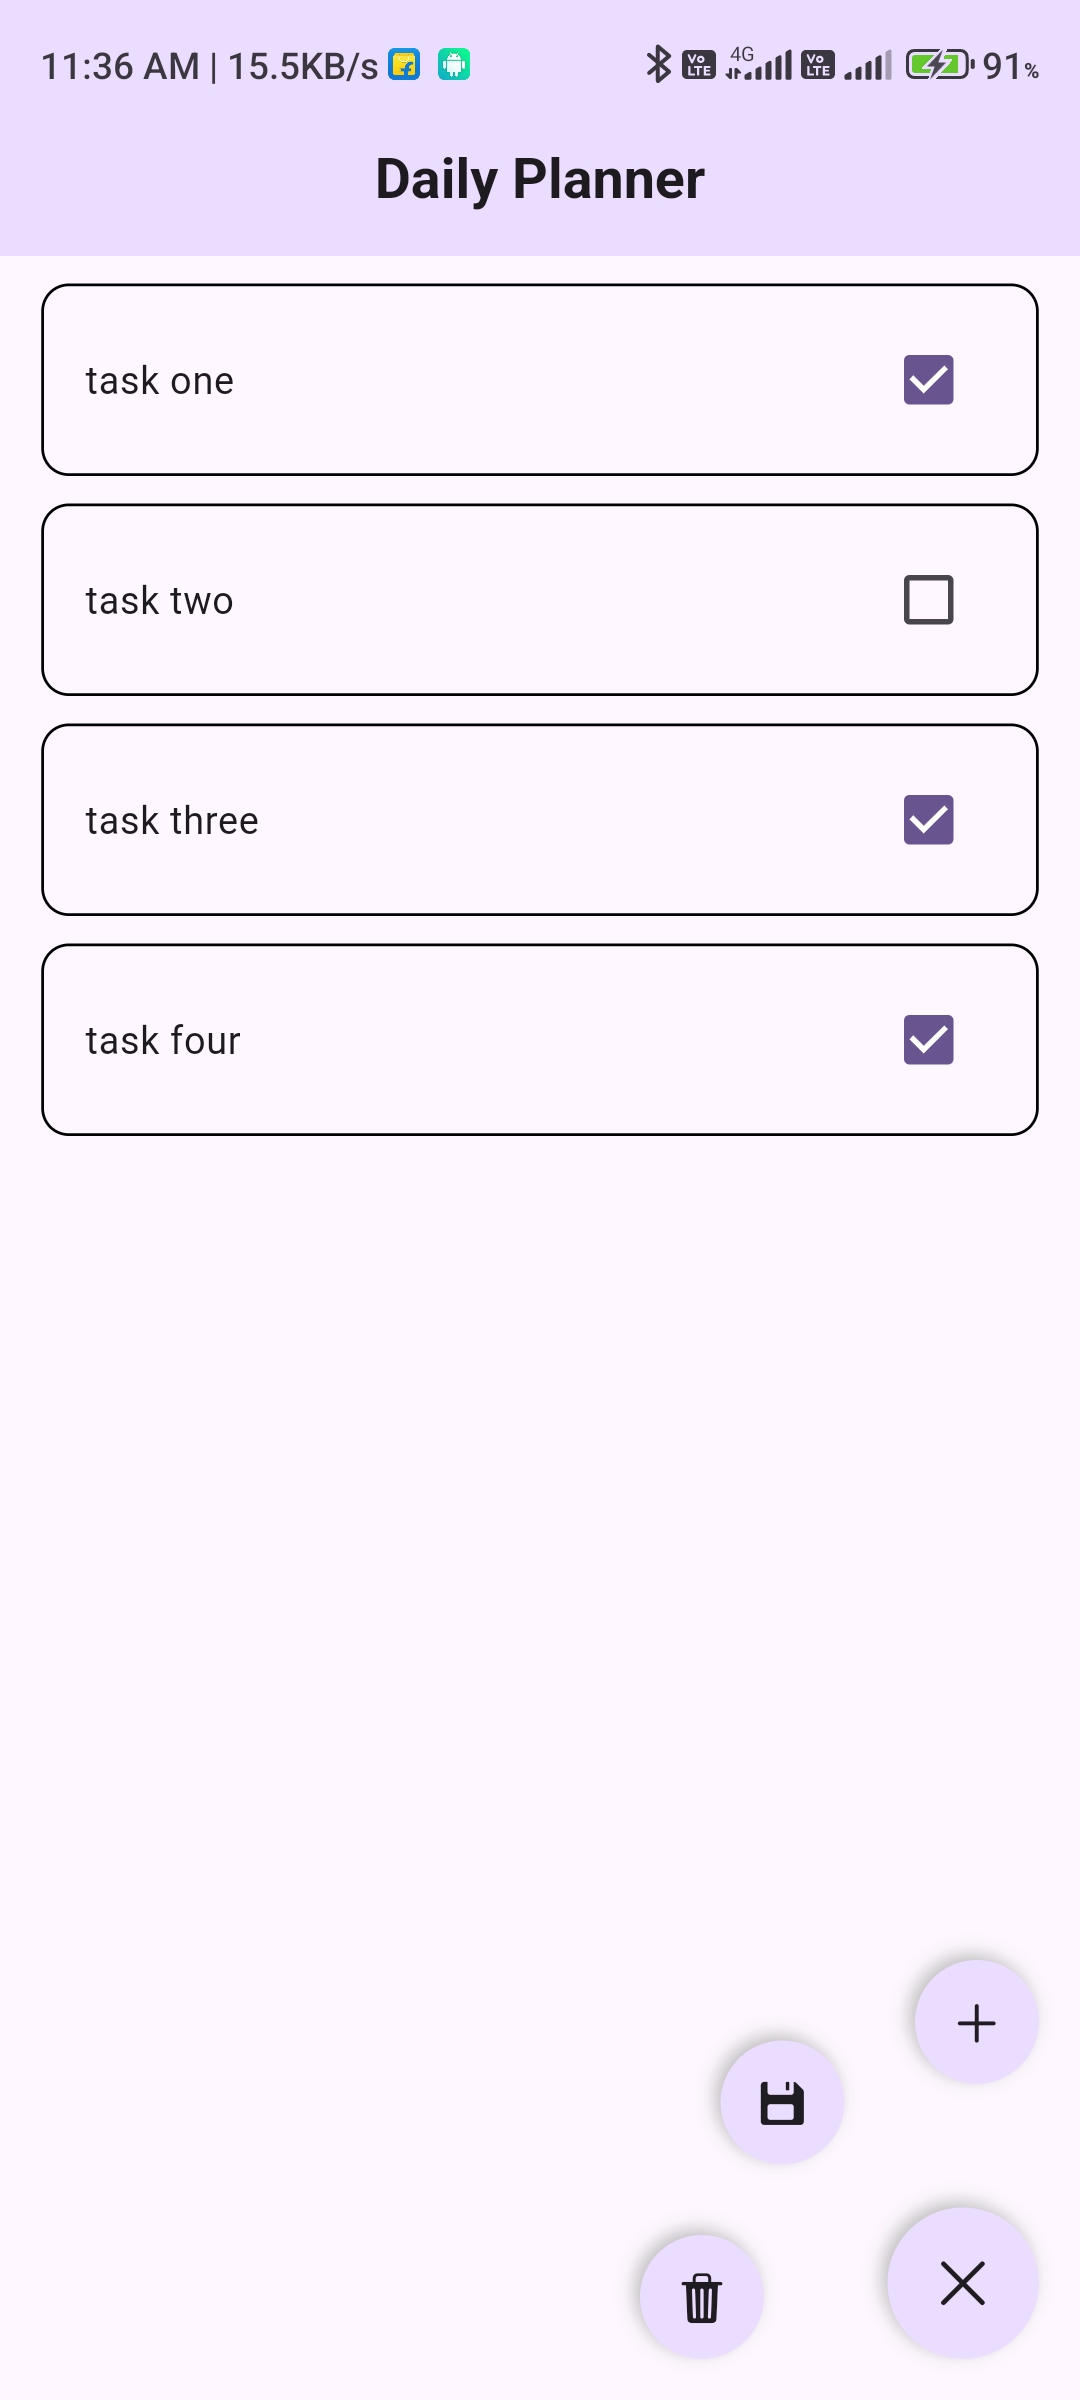 11:36 AM | 15.5KB/s Vo LTE 4G Vo LTE 91%
Daily Planner
task one
task two
task three
task four